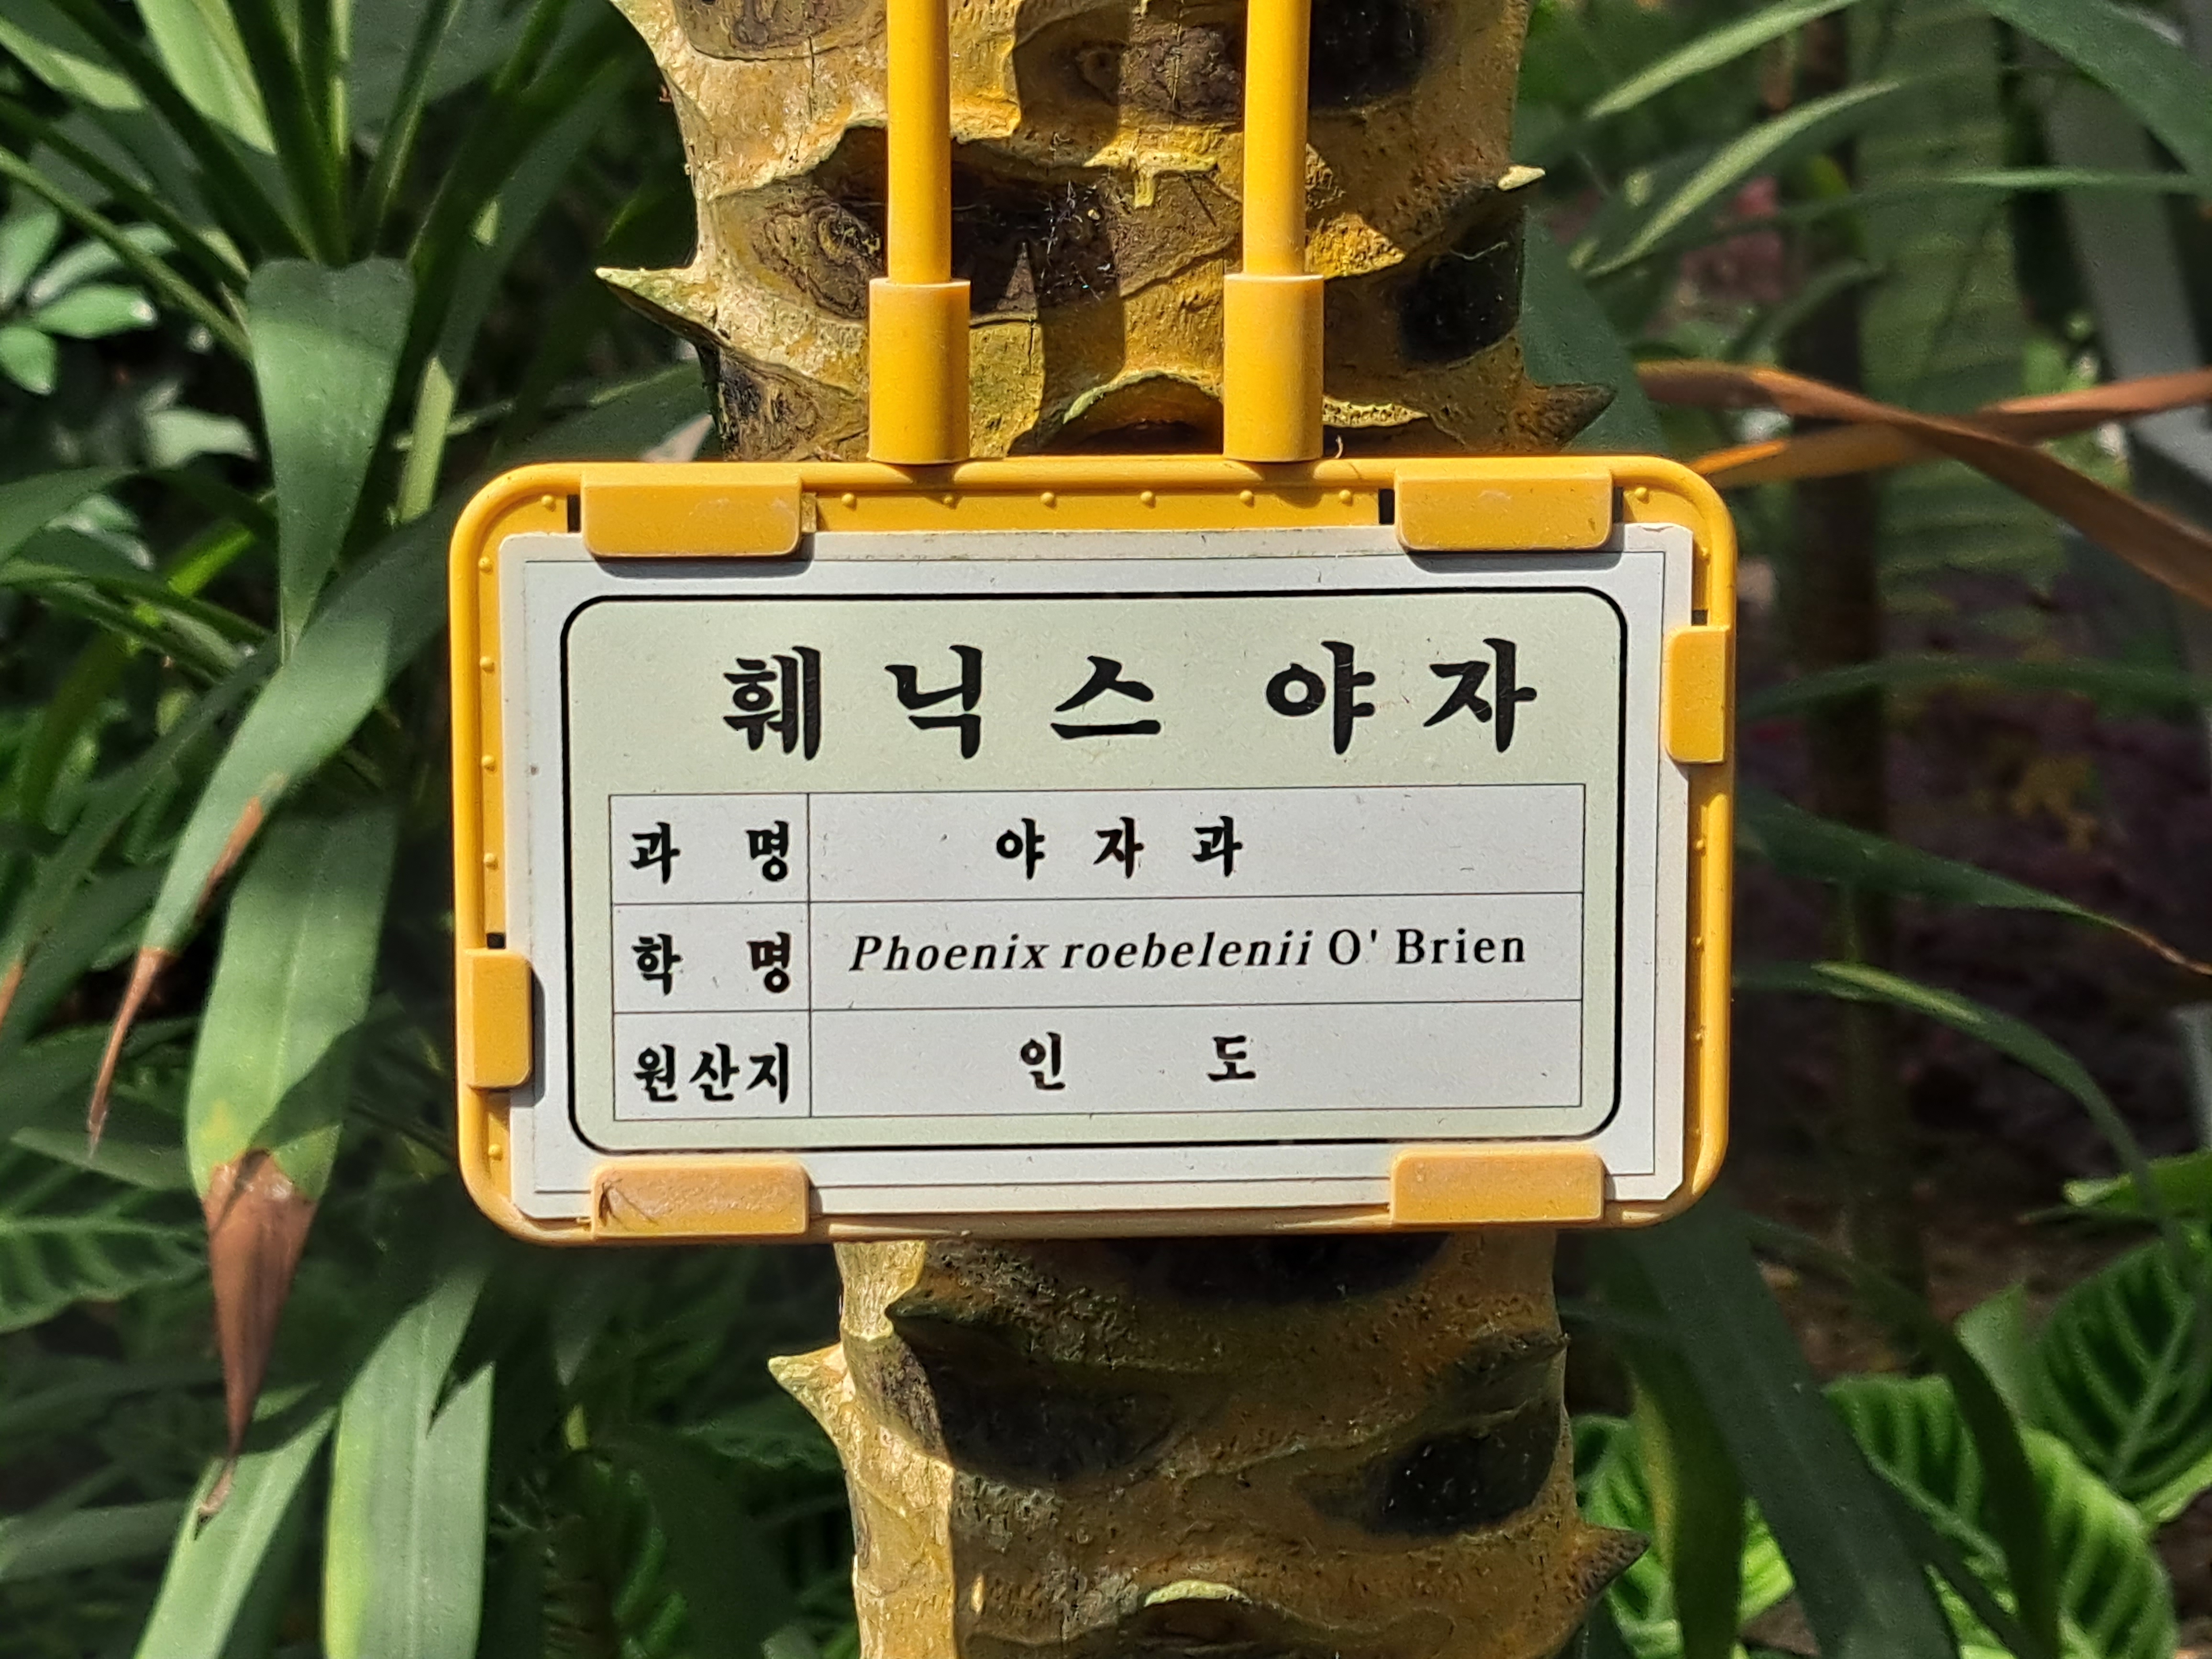 훼닉스 야자
과명 야자과
학명 Phoenix roebelenii O' Brien
원산지 인도